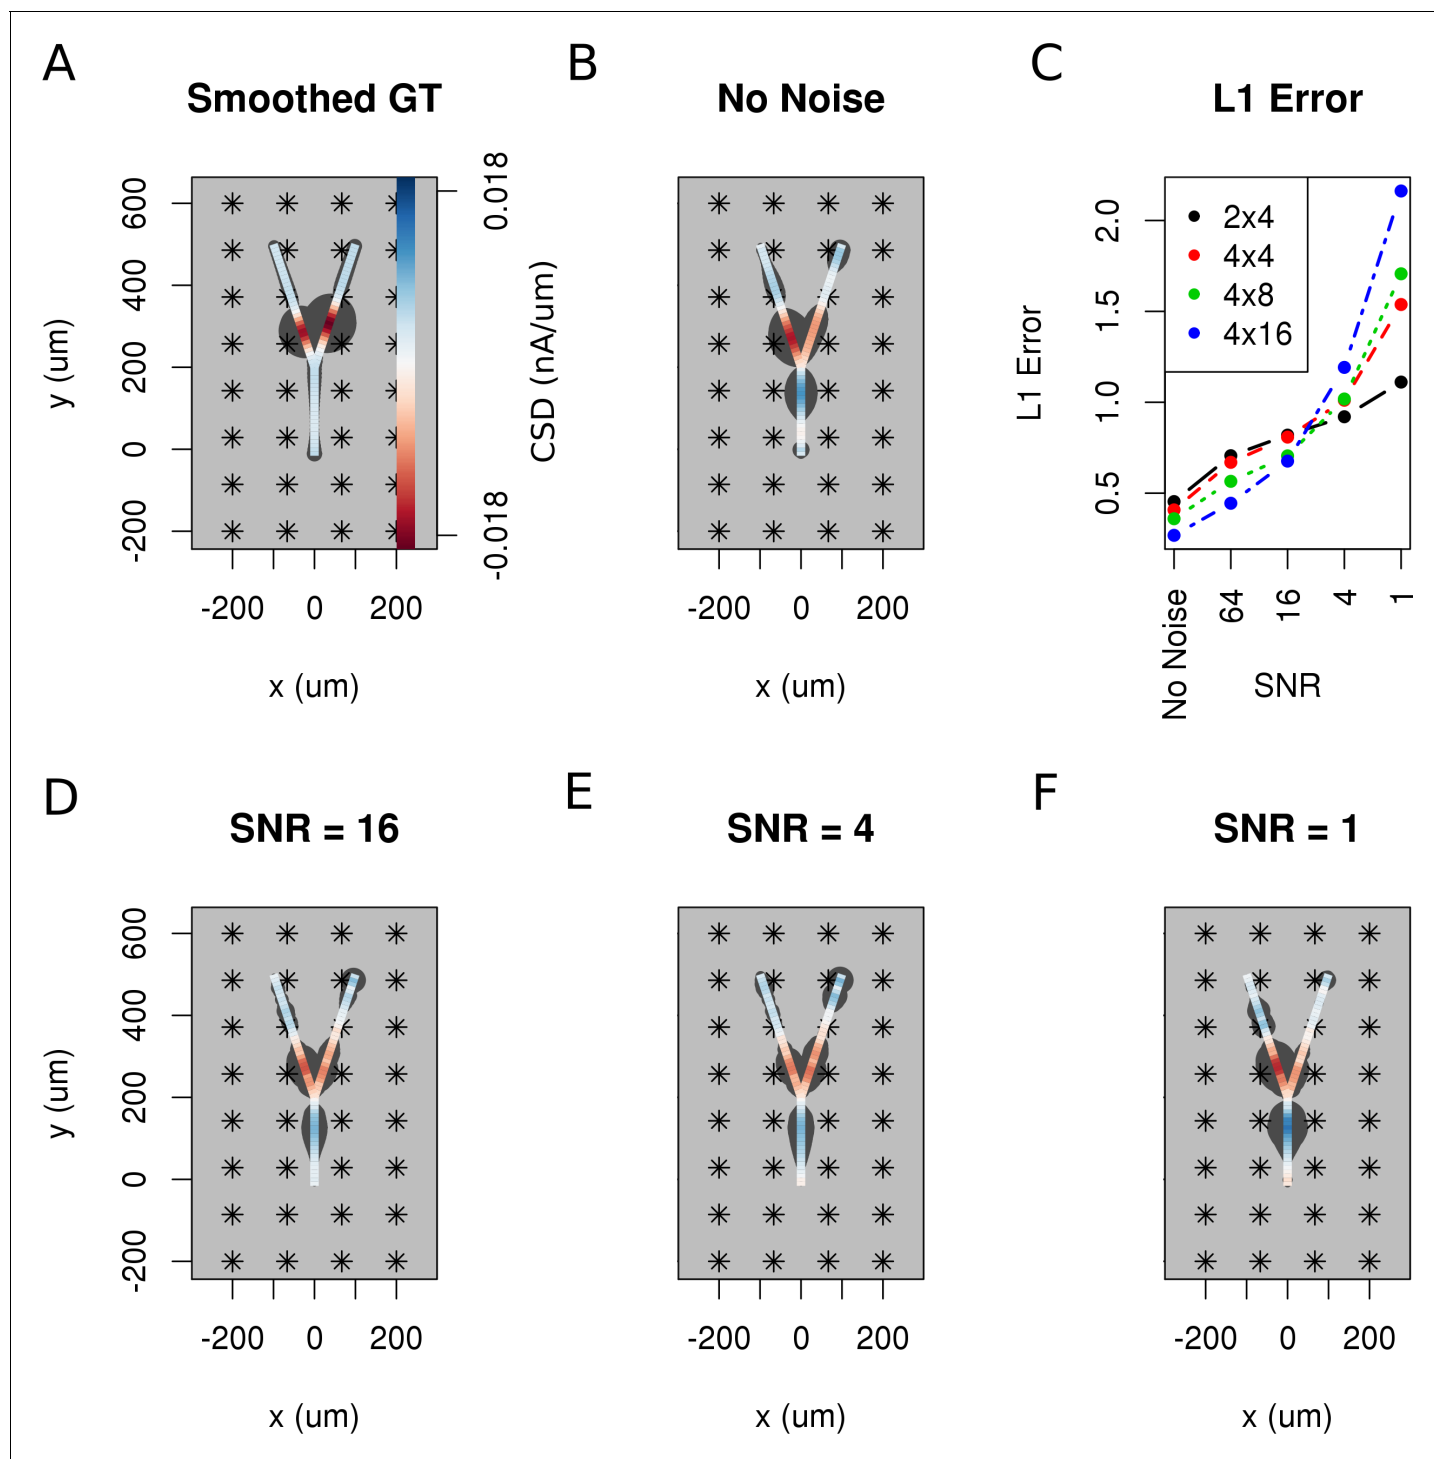 A
Smoothed GT
y (um)
600
400
200
0
-200
-200 0 200
x (um)
0.018
CSD (nA/um)
-0.018
B
No Noise
-200 0 200
x (um)
C
L1 Error
L1 Error
2.0
1.5
1.0
0.5
2x4
4x4
4x8
4x16
No Noise 64 16 4 1
SNR
D
SNR = 16
y (um)
600
400
200
0
-200
-200 0 200
x (um)
E
SNR = 4
-200 0 200
x (um)
F
SNR = 1
-200 0 200
x (um)